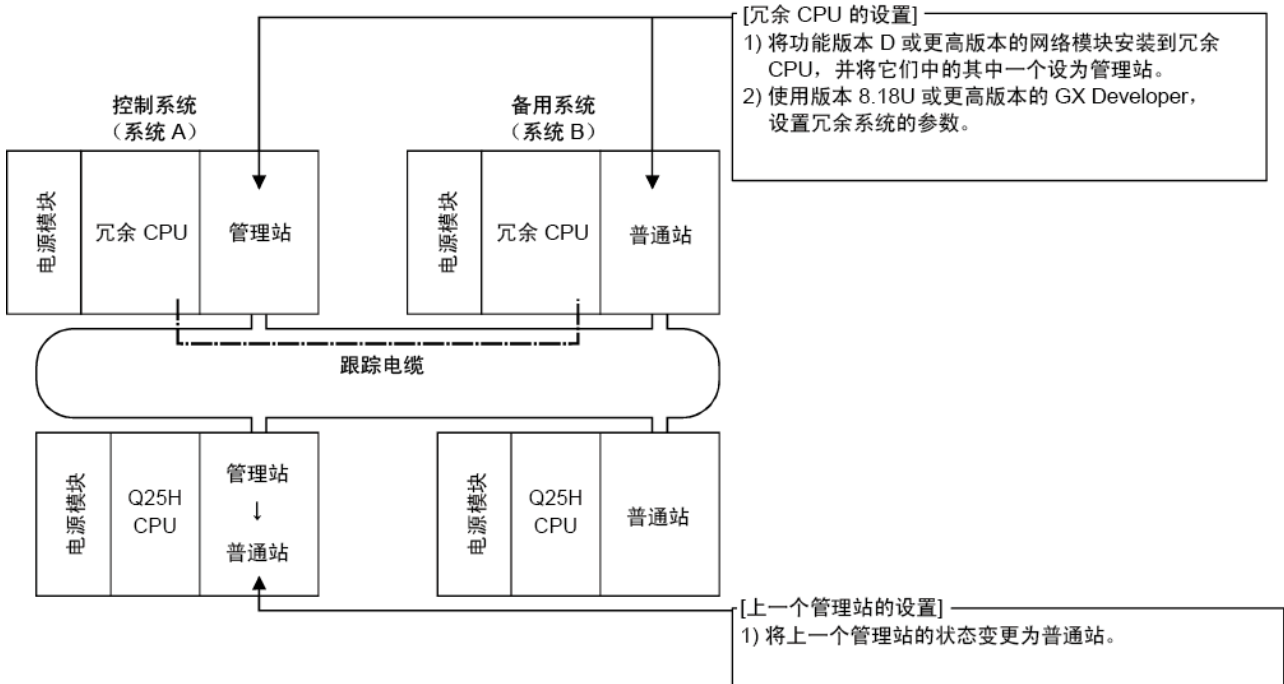 [冗余 CPU 的设置]
1) 将功能版本 D 或更高版本的网络模块安装到冗余
CPU，并将它们中的其中一个设为管理站。
2) 使用版本 8.18U 或更高版本的 GX Developer，
设置冗余系统的参数。
控制系统
（系统 A）
备用系统
（系统 B）
电源模块
冗余 CPU
管理站
电源模块
冗余 CPU
普通站
跟踪电缆
电源模块
Q25H
CPU
管理站
↓
普通站
电源模块
Q25H
CPU
普通站
[上一个管理站的设置]
1) 将上一个管理站的状态变更为普通站。